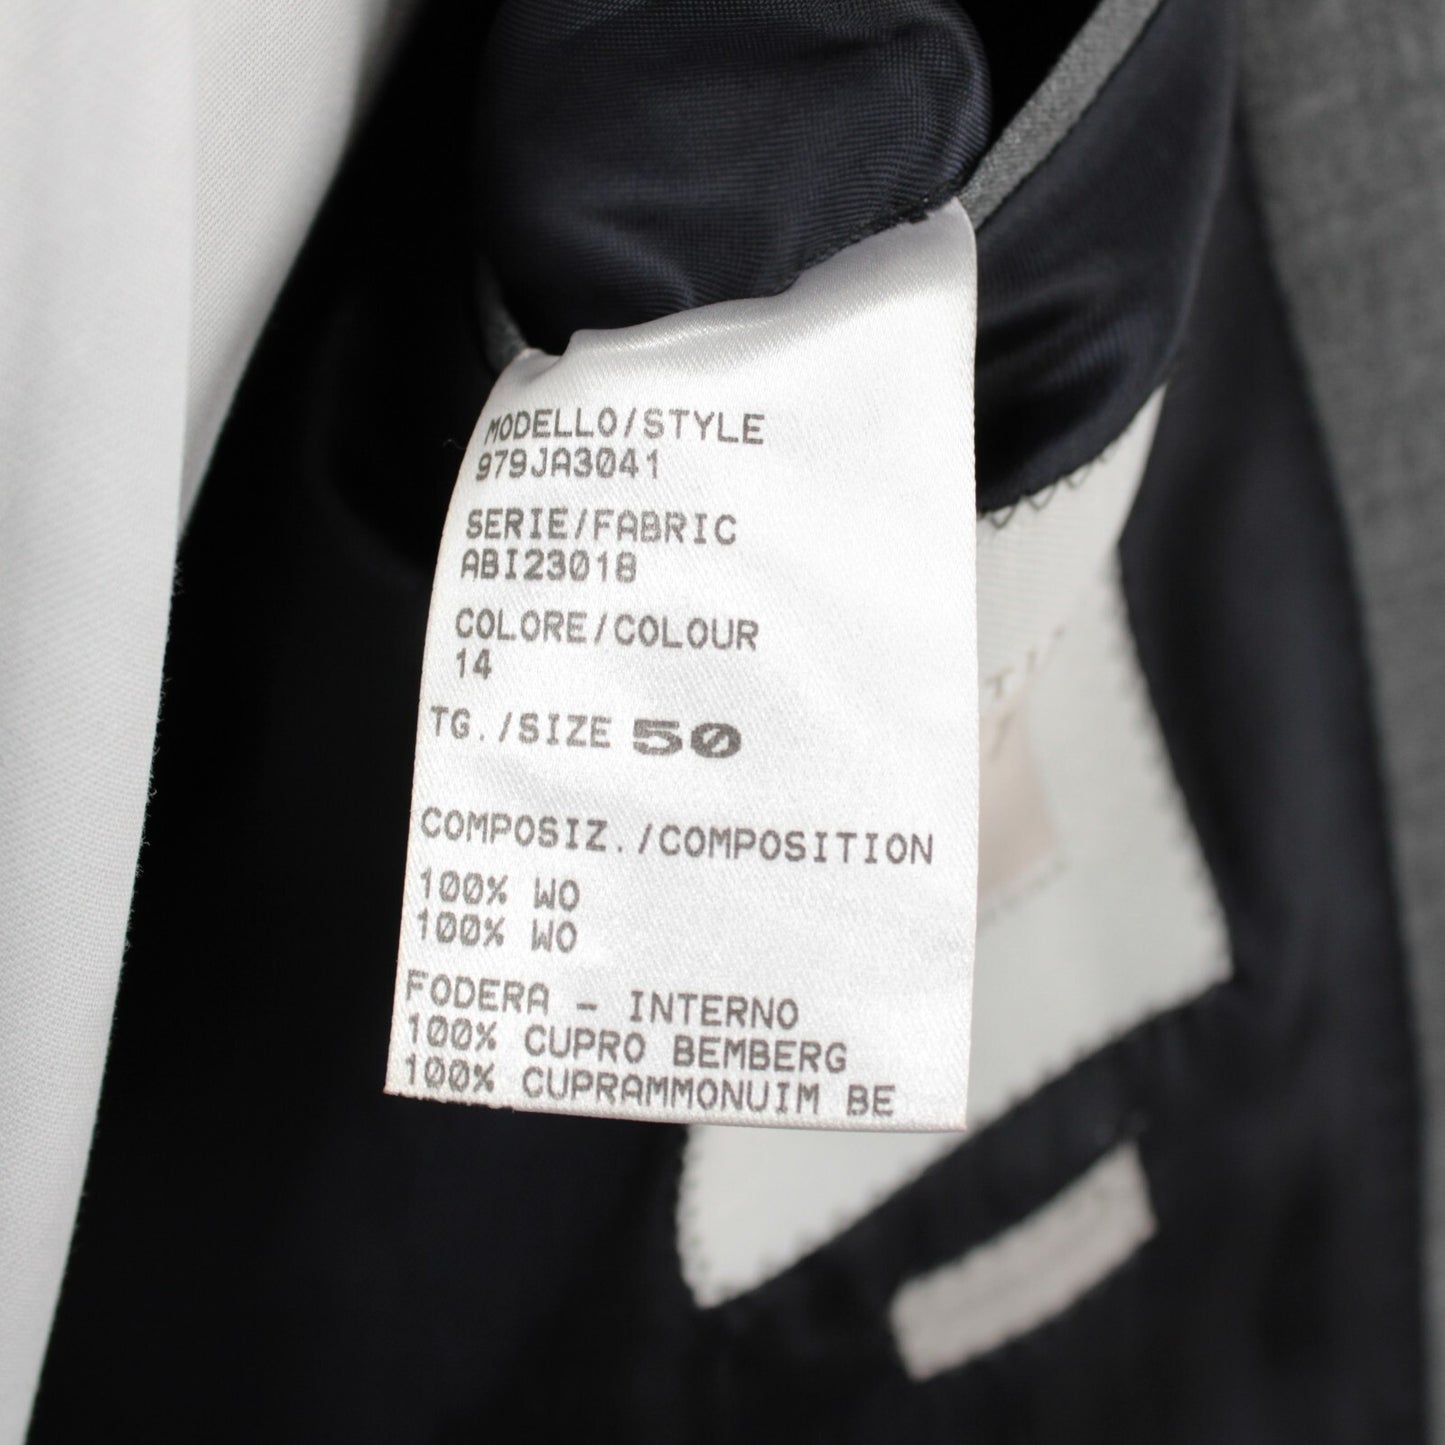 MODELLO/STYLE
979JA3041
SERIE/FABRIC
ABI23018
COLORE/COLOUR
14
TG./SIZE 50
COMPOSIZ./COMPOSITION
100% WO
100% WO
FODERA - INTERNO
100% CUPRO BEMBERG
100% CUPRAMMONUIM BE